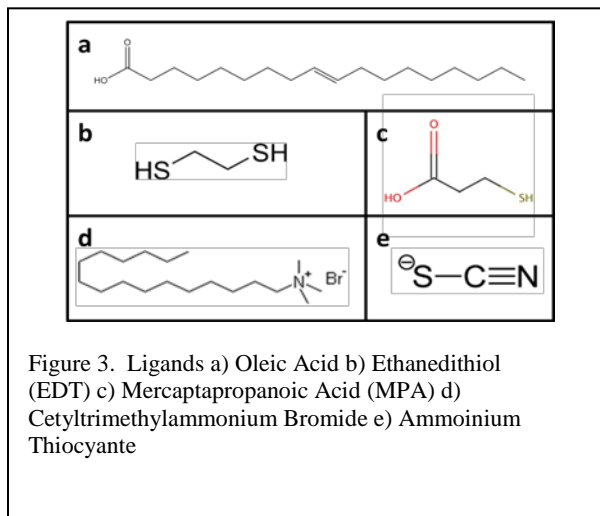 a
O
HO
b
HS
SH
c
O
HO
SH
d
N+
Br-
e
⊖S—C≡N
Figure 3. Ligands a) Oleic Acid b) Ethanedithiol
(EDT) c) Mercaptapropanoic Acid (MPA) d)
Cetyltrimethylammonium Bromide e) Ammoinium
Thiocyante